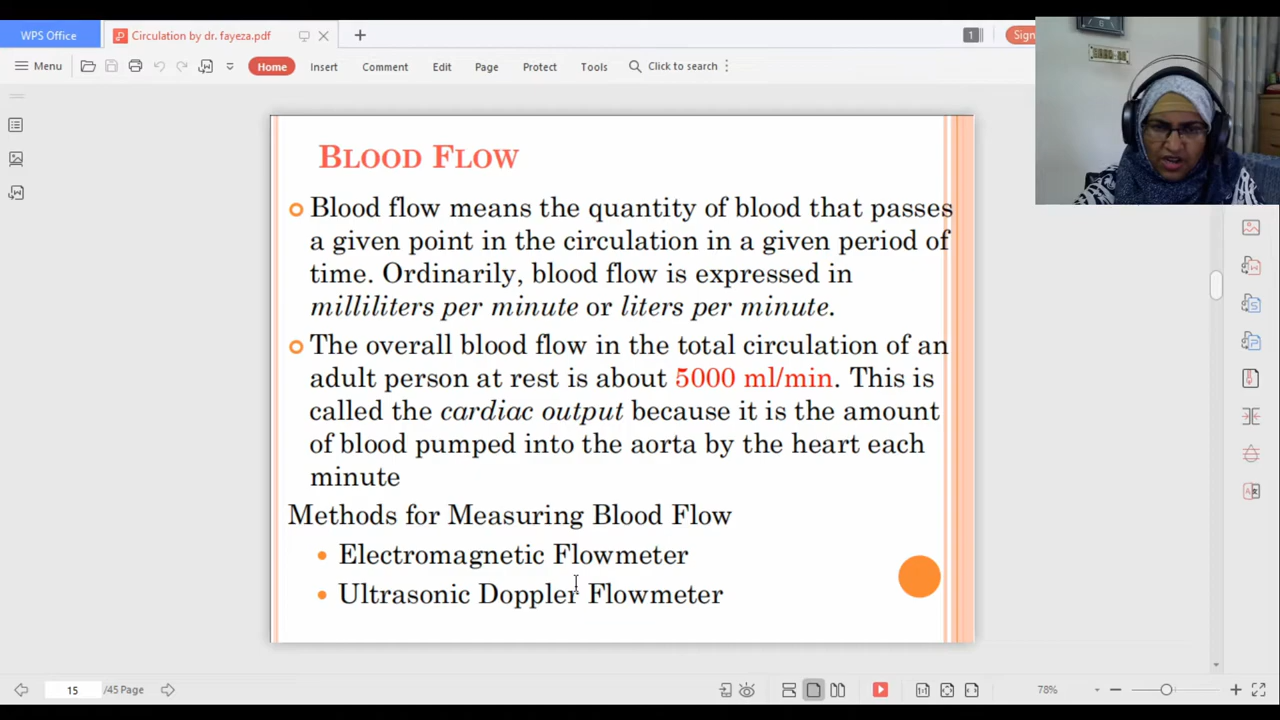 WPS Office
Circulation by dr. fayeza.pdf
1
Sign
Menu
Home
Insert
Comment
Edit
Page
Protect
Tools
Click to search
BLOOD FLOW
Blood flow means the quantity of blood that passes
a given point in the circulation in a given period of
time. Ordinarily, blood flow is expressed in
milliliters per minute or liters per minute.
The overall blood flow in the total circulation of an
adult person at rest is about 5000 ml/min. This is
called the cardiac output because it is the amount
of blood pumped into the aorta by the heart each
minute
Methods for Measuring Blood Flow
Electromagnetic Flowmeter
Ultrasonic Doppler Flowmeter
15
/45 Page
78%